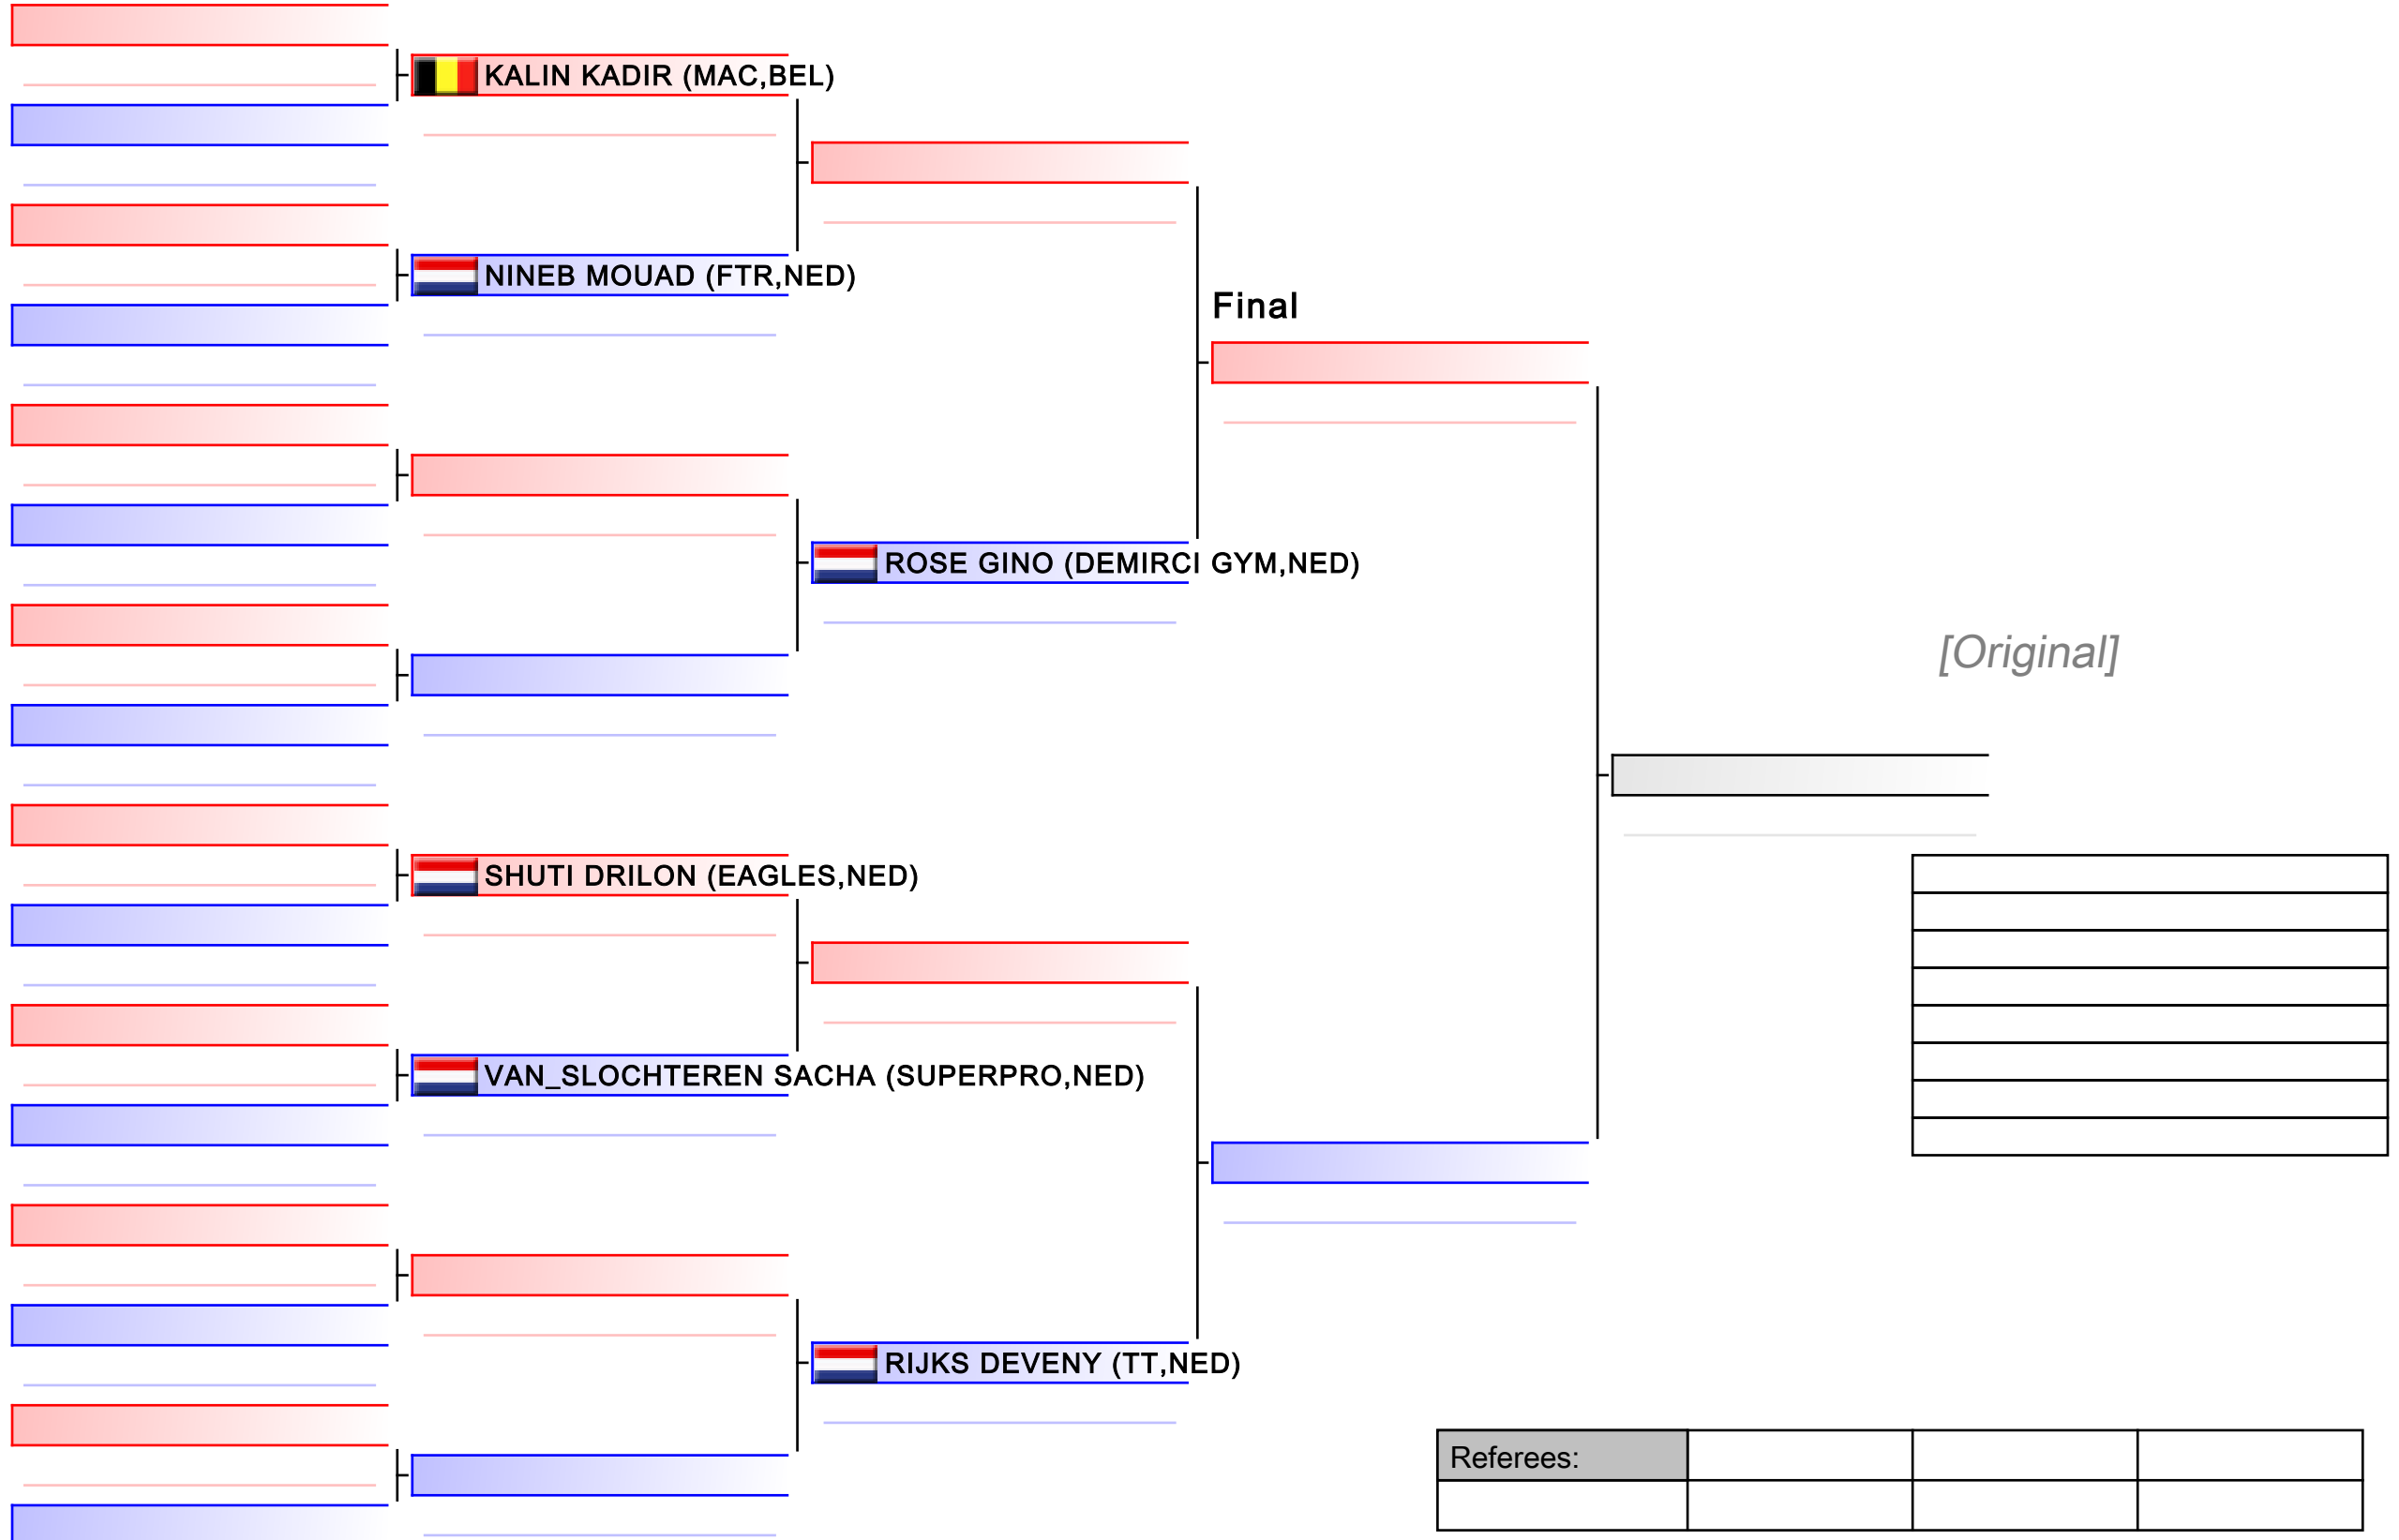 KALIN KADIR (MAC,BEL)
NINEB MOUAD (FTR,NED)
Final
ROSE GINO (DEMIRCI GYM,NED)
[Original]
SHUTI DRILON (EAGLES,NED)
VAN_SLOCHTEREN SACHA (SUPERPRO,NED)
RIJKS DEVENY (TT,NED)
Referees: